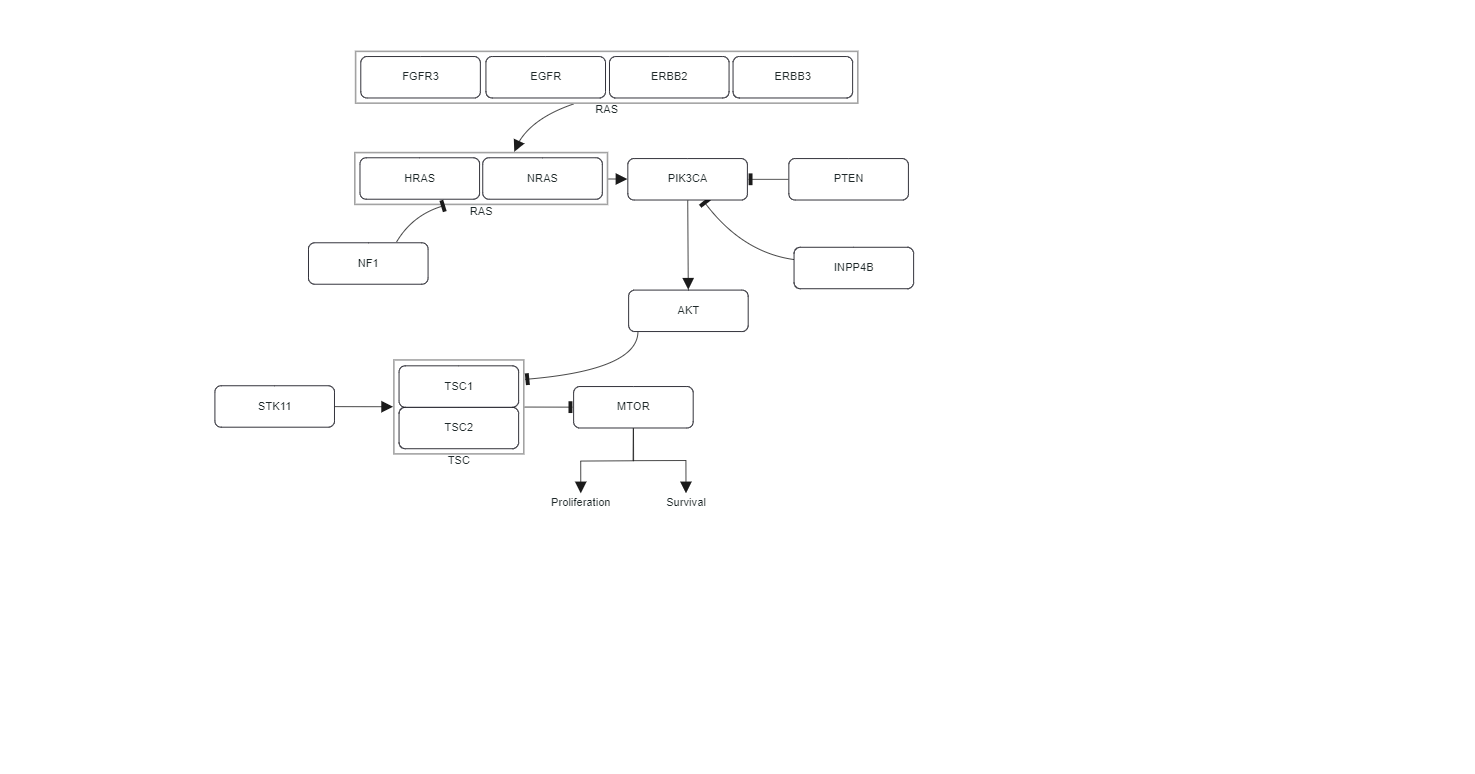 FGFR3 EGFR ERBB2 ERBB3
RAS
HRAS NRAS PIK3CA PTEN
RAS
NF1 INPP4B
AKT
TSC1
STK11 MTOR
TSC2
TSC
Proliferation Survival